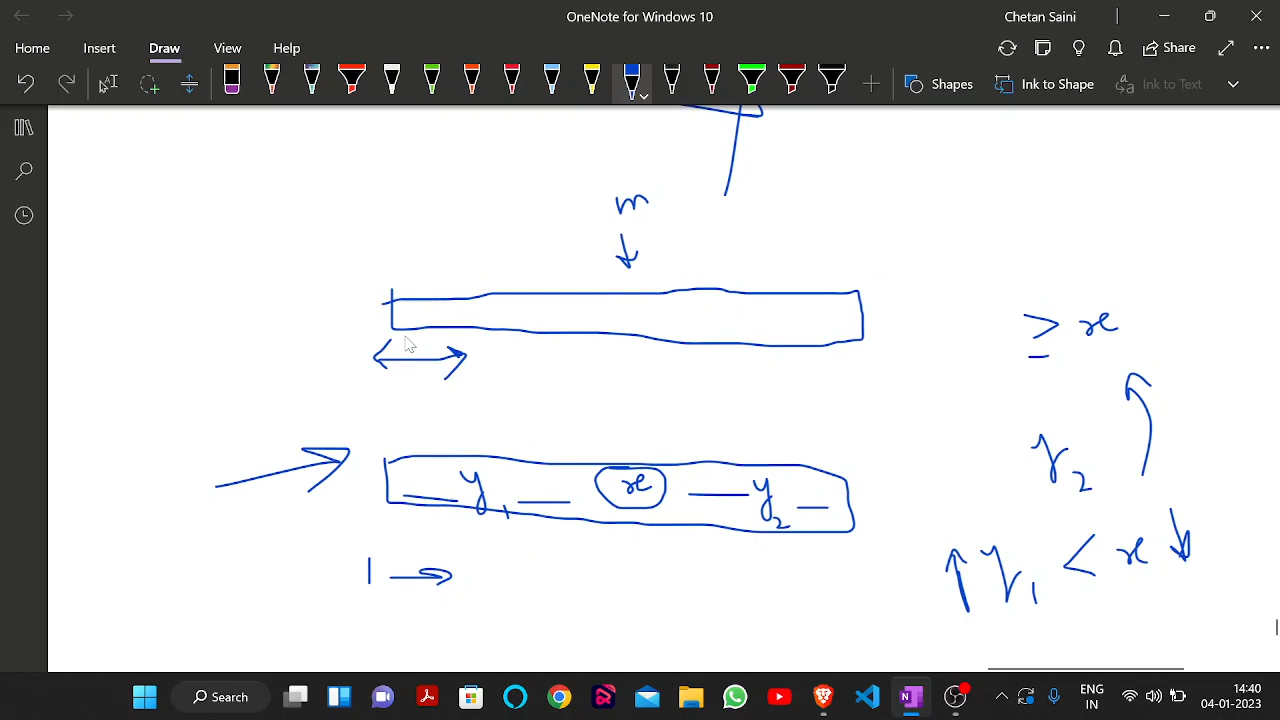 OneNote for Windows 10
Chetan Saini
Home Insert Draw View Help
Share
Shapes
Ink to Shape
Ink to Text
m
≥ x
y1 x y2
y2
1 →
↑ y1 < x ↓
Search
ENG
IN
14:40
04-01-2023